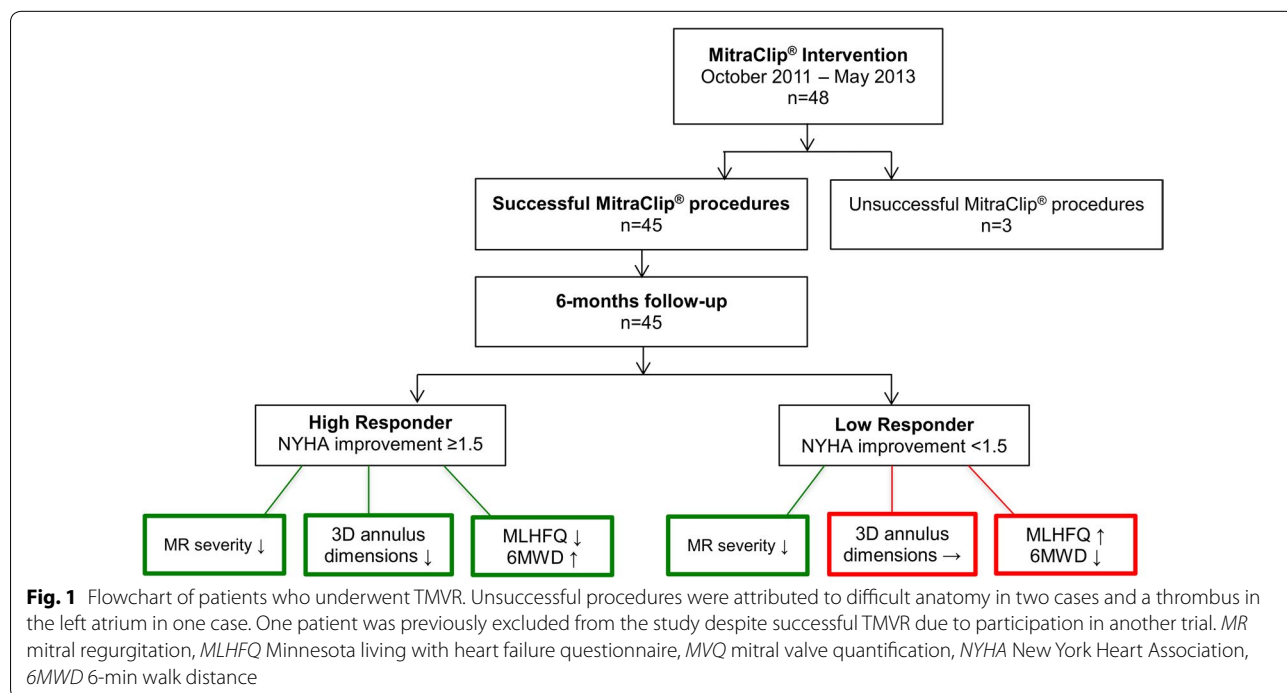 MitraClip® Intervention
October 2011 – May 2013
n=48
Successful MitraClip® procedures
n=45
Unsuccessful MitraClip® procedures
n=3
6-months follow-up
n=45
High Responder
NYHA improvement ≥1.5
Low Responder
NYHA improvement <1.5
MR severity ↓
3D annulus
dimensions ↓
MLHFQ ↓
6MWD ↑
MR severity ↓
3D annulus
dimensions →
MLHFQ ↑
6MWD ↓
Fig. 1 Flowchart of patients who underwent TMVR. Unsuccessful procedures were attributed to difficult anatomy in two cases and a thrombus in
the left atrium in one case. One patient was previously excluded from the study despite successful TMVR due to participation in another trial. MR
mitral regurgitation, MLHFQ Minnesota living with heart failure questionnaire, MVQ mitral valve quantification, NYHA New York Heart Association,
6MWD 6-min walk distance